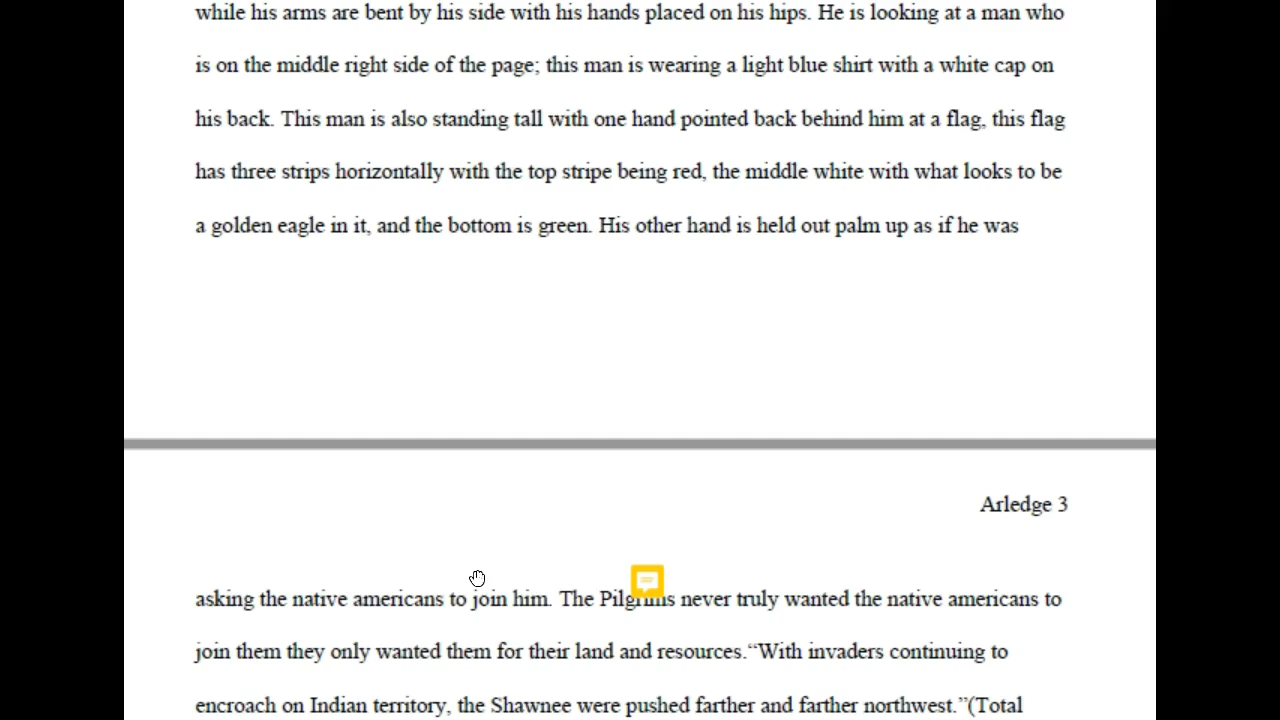 while his arms are bent by his side with his hands placed on his hips. He is looking at a man who
is on the middle right side of the page; this man is wearing a light blue shirt with a white cap on
his back. This man is also standing tall with one hand pointed back behind him at a flag, this flag
has three strips horizontally with the top stripe being red, the middle white with what looks to be
a golden eagle in it, and the bottom is green. His other hand is held out palm up as if he was
Arledge 3
asking the native americans to join him. The Pilgrims never truly wanted the native americans to
join them they only wanted them for their land and resources.“With invaders continuing to
encroach on Indian territory, the Shawnee were pushed farther and farther northwest.”(Total